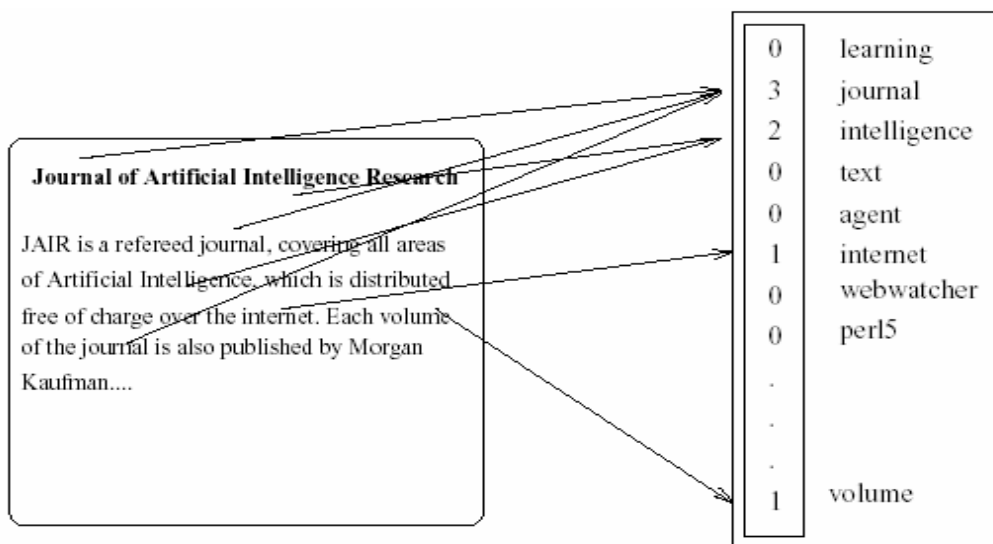 Journal of Artificial Intelligence Research
JAIR is a refereed journal, covering all areas
of Artificial Intelligence, which is distributed
free of charge over the internet. Each volume
of the journal is also published by Morgan
Kaufman....
0 learning
3 journal
2 intelligence
0 text
0 agent
1 internet
0 webwatcher
0 perl5
.
.
.
1 volume